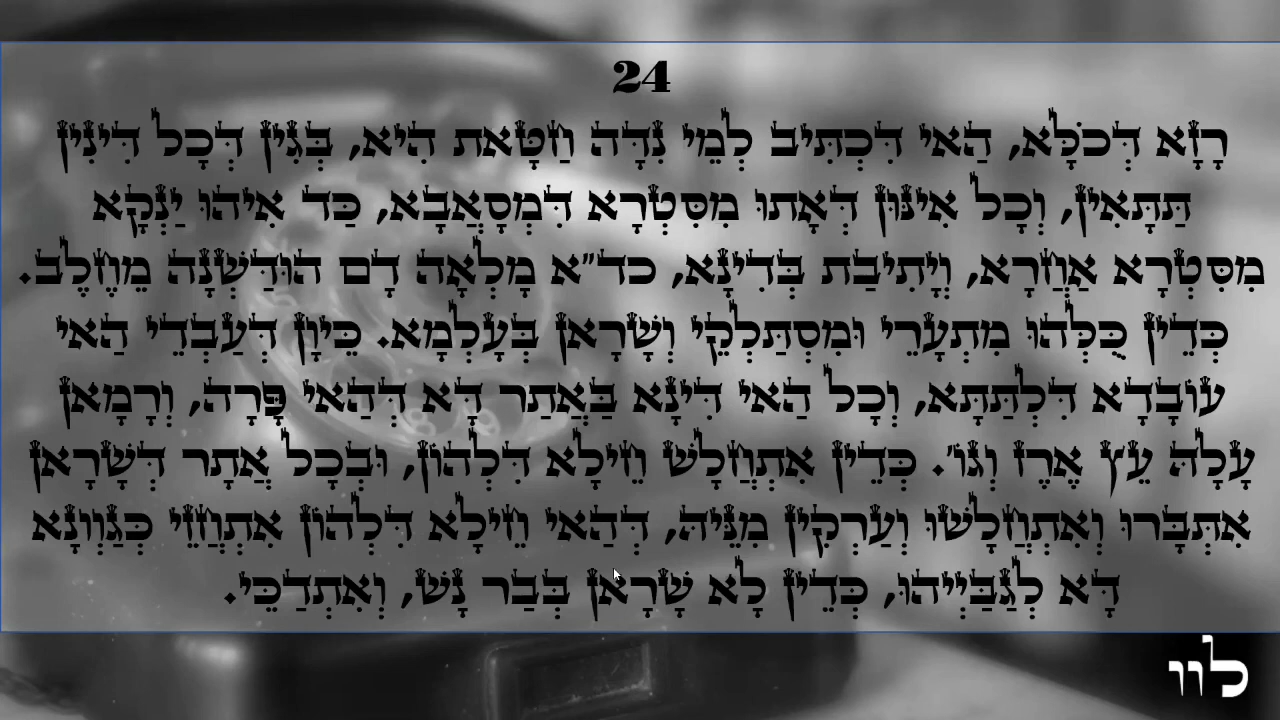 24
רָזָא דְּכֹלָּא, הַאי דִּכְתִּיב לְמֵי נִדָּה חַטָּאת הִיא, בְּגִין דְּכָל דִּינִין
תַּתָּאִין, וְכָל אִינּוּן דְּאָתוּ מִסִּטְרָא דִּמְסָאֲבָא, כַּד אִיהוּ יַנְקָא
מִסִּטְרָא אַחֲרָא, וְיָתִיבַת בְּדִינָא, כד״א מָלְאָה דָם הוּדַּשְׁנָה מֵחֶלֶב.
כְּדֵין כֻּלְּהוּ מִתְעָרֵי וּמִסְתַּלְקֵי וְשָׁרָאן בְּעָלְמָא. כֵּיוָן דְּעַבְדֵי הַאי
עוֹבָדָא דִּלְתַּתָּא, וְכָל הַאי דִּינָא בַּאֲתַר דָּא דְּהַאי פָּרָה, וְרָמָאן
עָלָהּ עֵץ אֶרֶז וְגוֹ'. כְּדֵין אִתְחֲלָשׁ חֵילָא דִּלְהוֹן, וּבְכָל אֲתָר דְּשָׁרָאן
אִתְּבָּרוּ וְאִתְחֲלָשׁוּ וְעַרְקִין מִנֵּיהּ, דְּהַאי חֵילָא דִּלְהוֹן אִתְחֲזֵי כְּגַוְונָא
דָּא לְגַבַּיְיהוּ, כְּדֵין לָא שָׁרָאן בְּבַר נָשׁ, וְאִתְדַכֵּי.
לוו